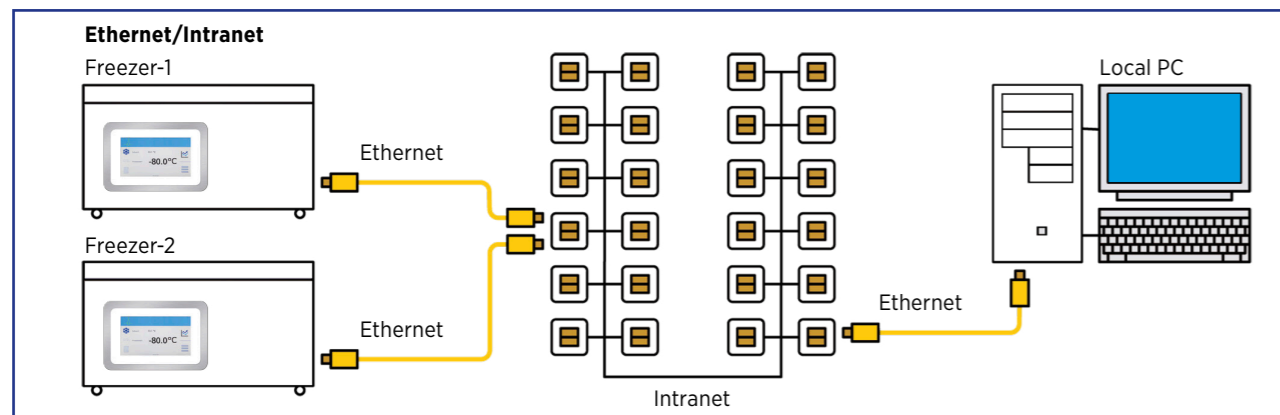 Ethernet/Intranet
Freezer-1
Local PC
Ethernet
-80.0°C
Freezer-2
Ethernet
Ethernet
-80.0°C
Intranet